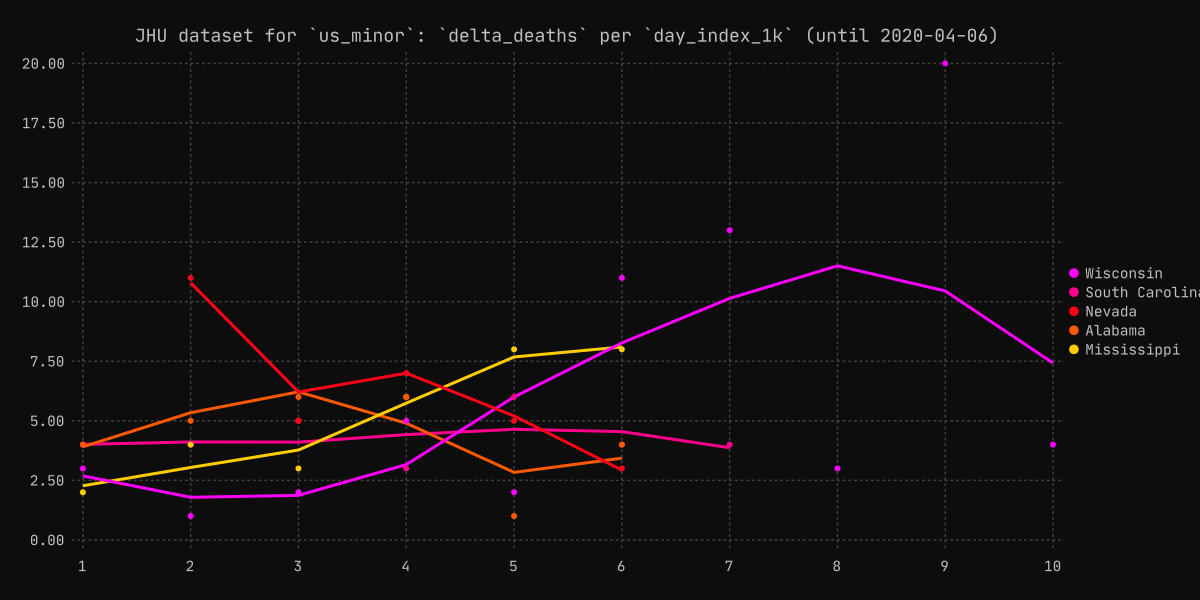 JHU dataset for `us_minor`: `delta_deaths` per `day_index_1k` (until 2020-04-06)
20.00
17.50
15.00
12.50
10.00
7.50
5.00
2.50
0.00
1 2 3 4 5 6 7 8 9 10
Wisconsin
South Carolina
Nevada
Alabama
Mississippi